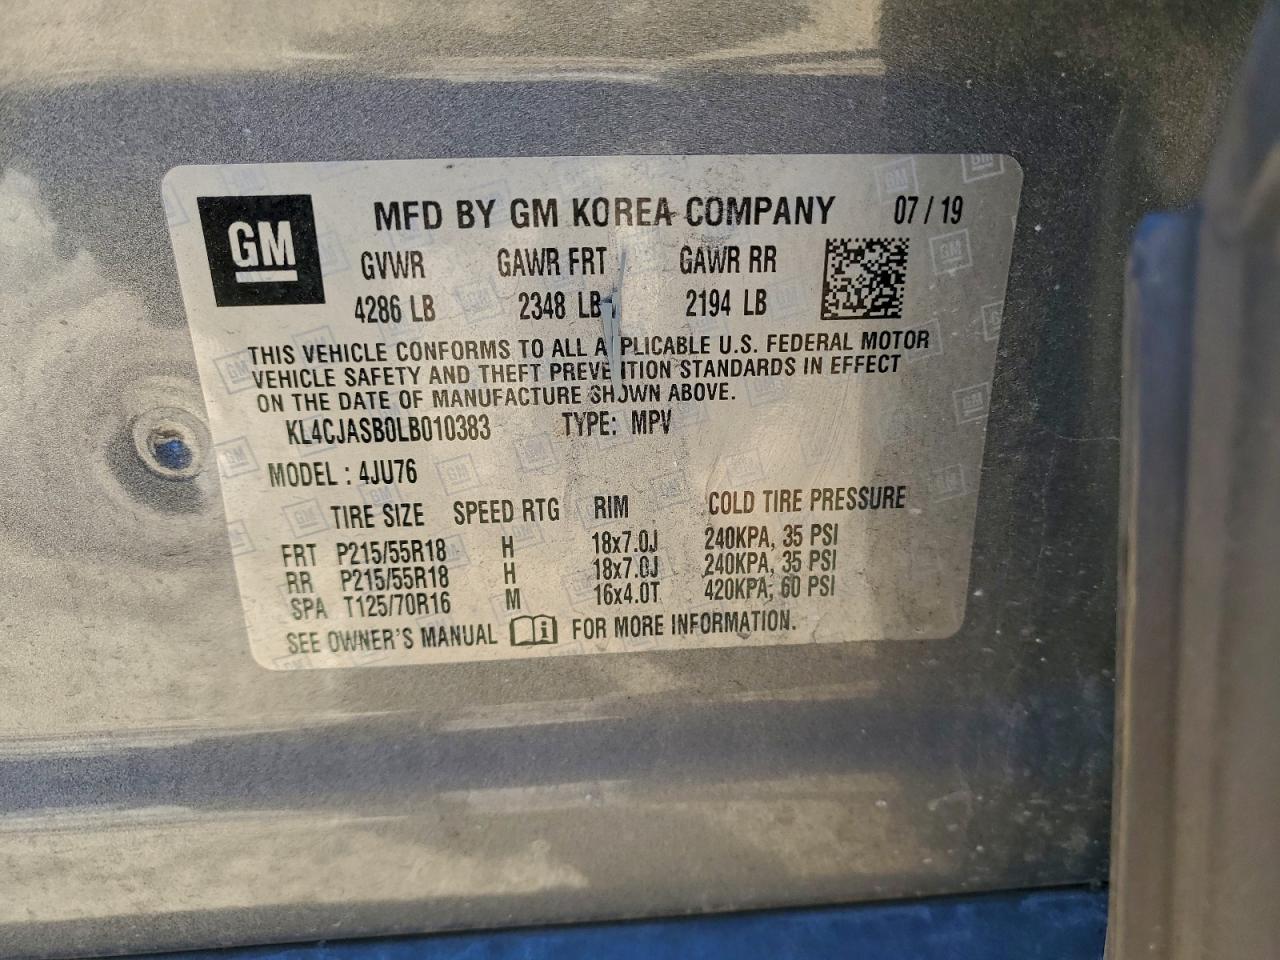 GM
MFD BY GM KOREA COMPANY 07 / 19
GVWR GAWR FRT GAWR RR
4286 LB 2348 LB 2194 LB
THIS VEHICLE CONFORMS TO ALL A PLICABLE U.S. FEDERAL MOTOR
VEHICLE SAFETY AND THEFT PREVE TION STANDARDS IN EFFECT
ON THE DATE OF MANUFACTURE SHOWN ABOVE.
KL4CJASB0LB010383 TYPE: MPV
MODEL : 4JU76
TIRE SIZE SPEED RTG RIM COLD TIRE PRESSURE
FRT P215/55R18 H 18x7.0J 240KPA, 35 PSI
RR P215/55R18 H 18x7.0J 240KPA, 35 PSI
SPA T125/70R16 M 16x4.0T 420KPA, 60 PSI
SEE OWNER'S MANUAL i FOR MORE INFORMATION.